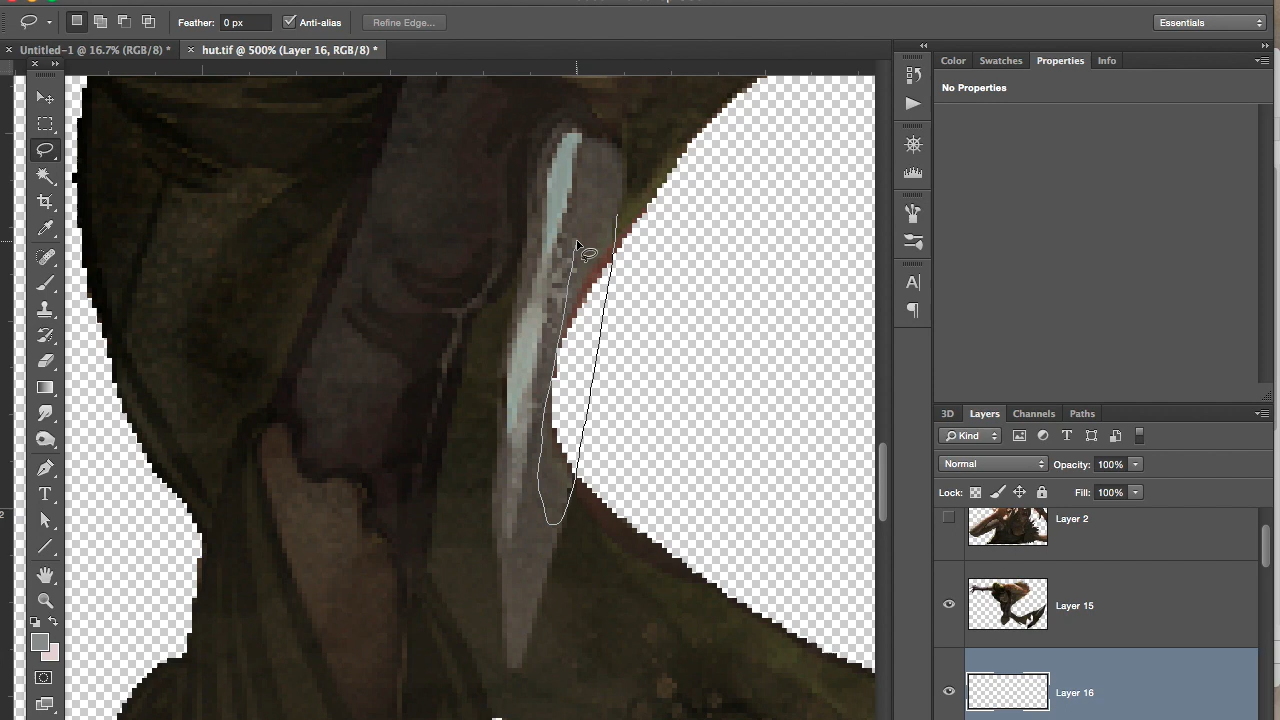 Feather: 0 px Anti-alias Refine Edge... Essentials
Untitled-1 @ 16.7% (RGB/8) * hut.tif @ 500% (Layer 16, RGB/8) *
Color Swatches Properties Info
No Properties
3D Layers Channels Paths
Kind
Normal Opacity: 100%
Lock: Fill: 100%
Layer 2
Layer 15
Layer 16
2